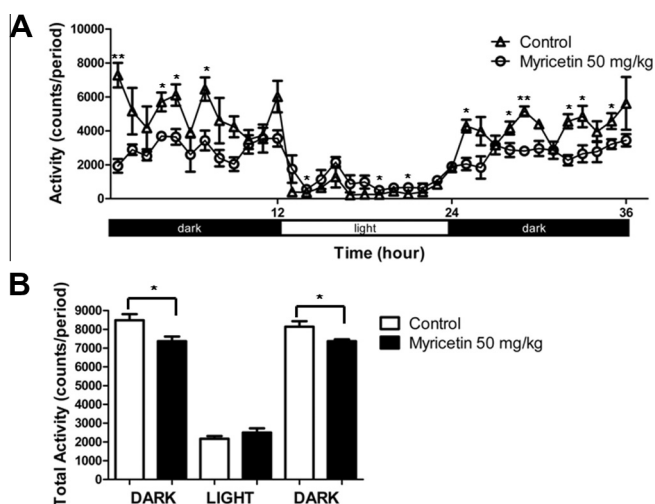 A
Activity (counts/period)
10000
8000
6000
4000
2000
0
** * * * * * * * * ** * * *
Control
Myricetin 50 mg/kg
12 24 36
dark light dark
Time (hour)
B
Total Activity (counts/period)
9000
8000
7000
6000
5000
4000
3000
2000
1000
0
* *
Control
Myricetin 50 mg/kg
DARK LIGHT DARK